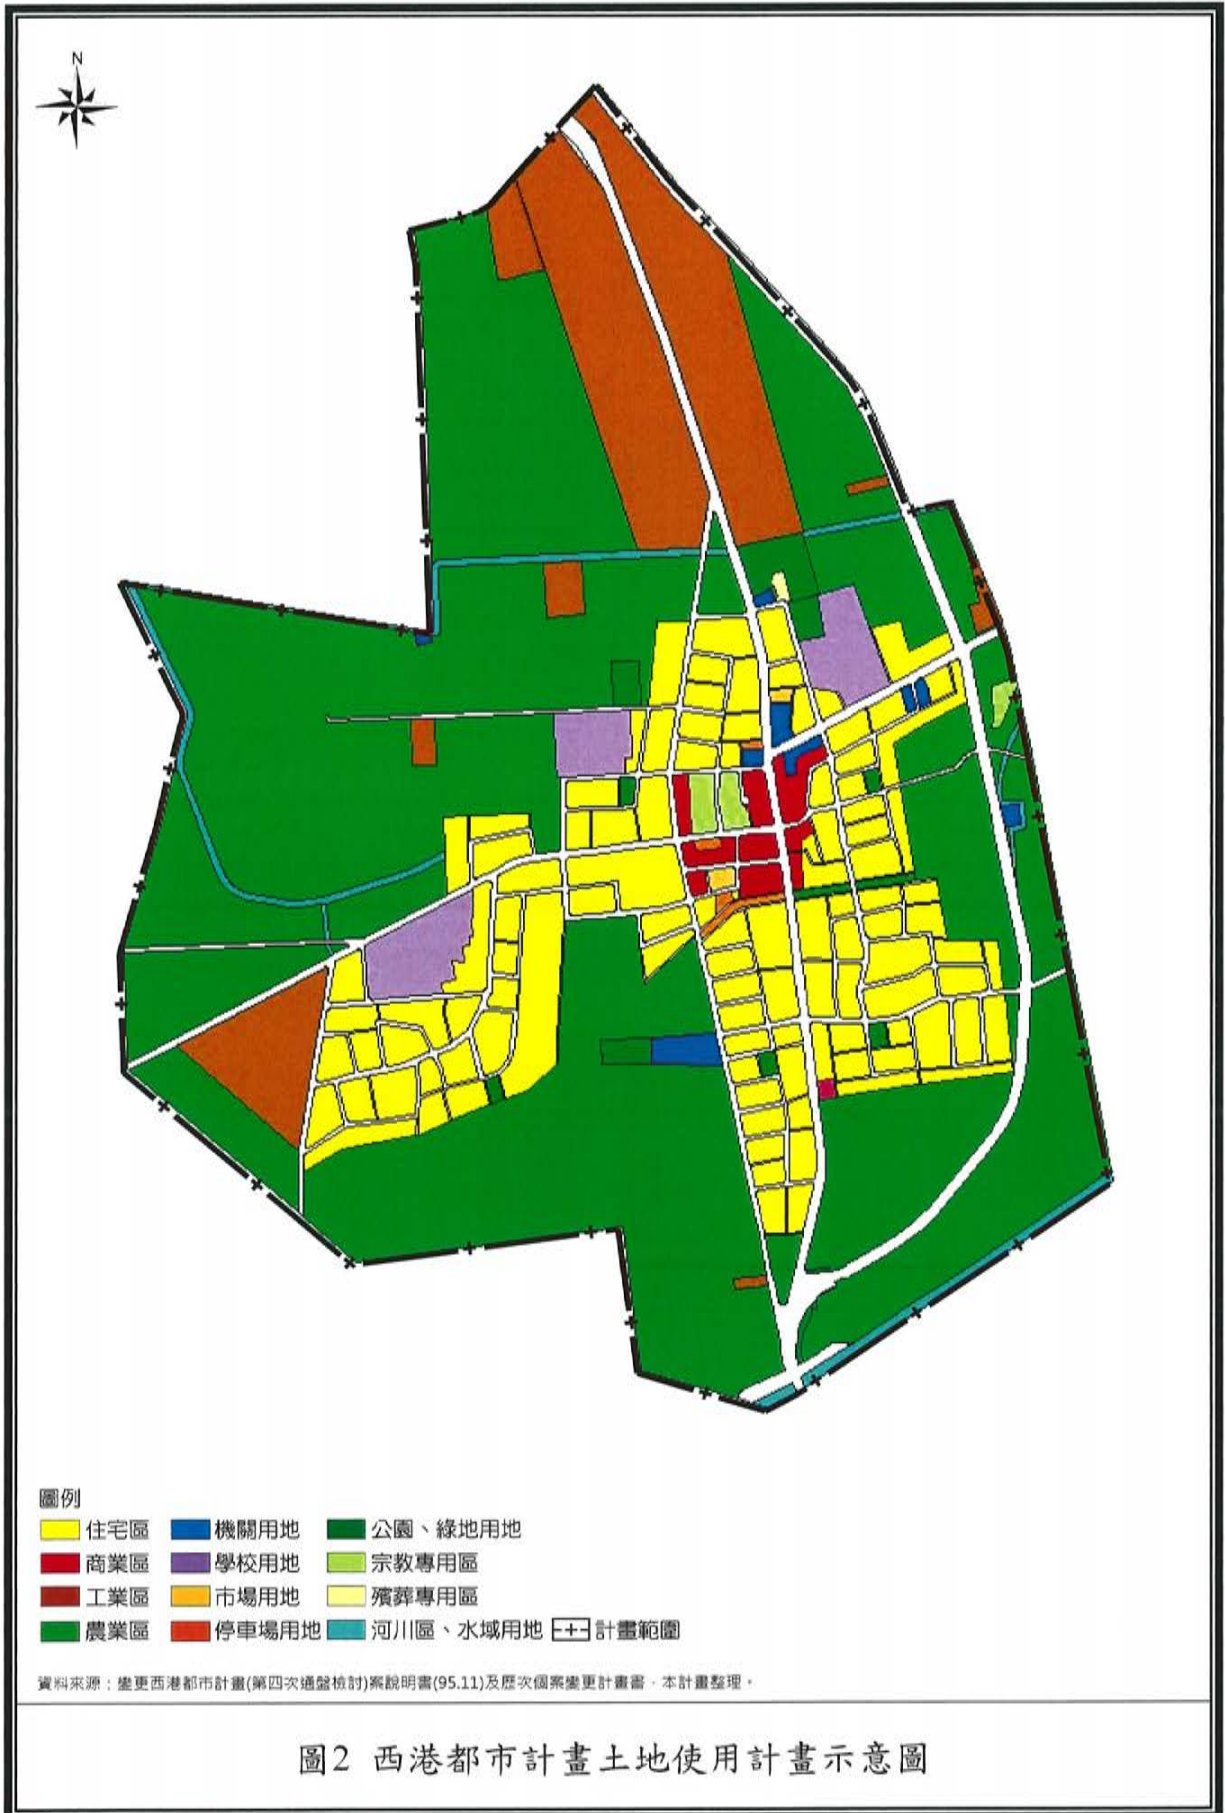 N
圖例
住宅區 機關用地 公園、綠地用地
商業區 學校用地 宗教專用區
工業區 市場用地 殯葬專用區
農業區 停車場用地 河川區、水域用地 計畫範圍
資料來源：變更西港都市計畫(第四次通盤檢討)案說明書(95.11)及歷次個案變更計畫書，本計畫整理。
圖2 西港都市計畫土地使用計畫示意圖